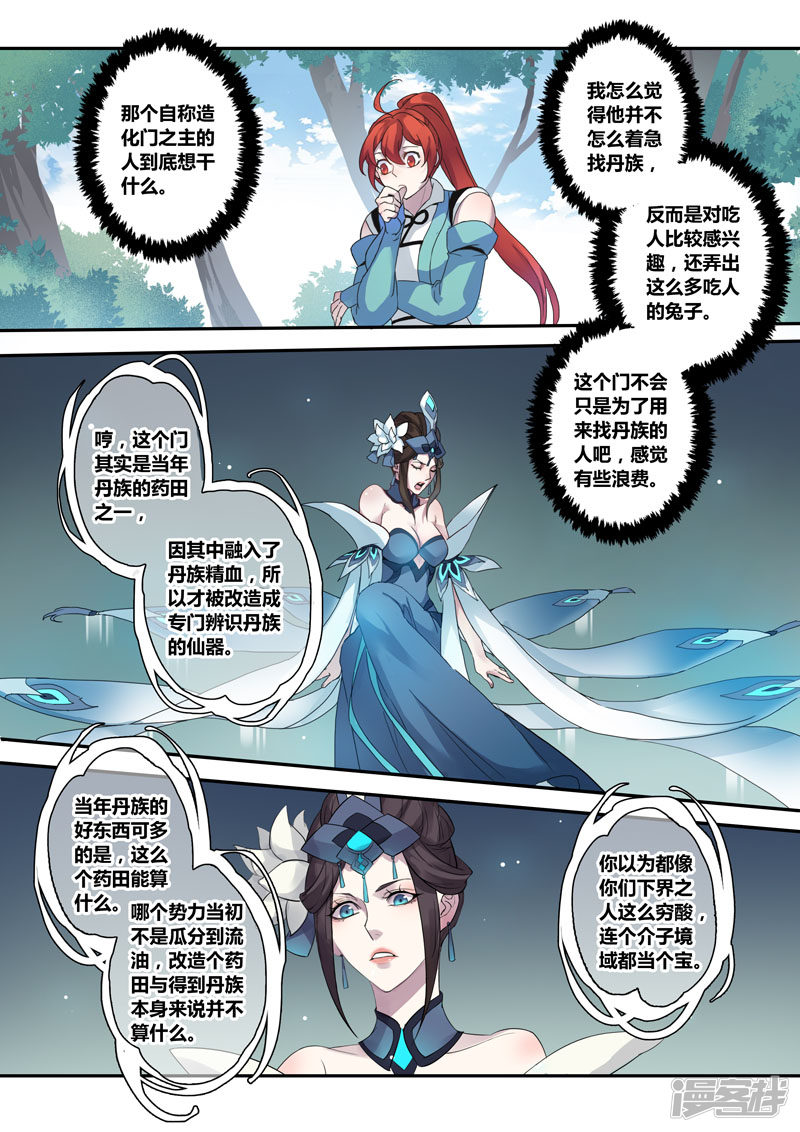 那个自称造
化门之主的
人到底想干
什么。
我怎么觉
得他并不
怎么着急
找丹族，
反而是对吃
人比较感兴
趣，还弄出
这么多吃人
的兔子。
这个门不会
只是为了用
来找丹族的
人吧，感觉
有些浪费。
哼，这个门
其实是当年
丹族的药田
之一，
因其中融入了
丹族精血，所
以才被改造成
专门辨识丹族
的仙器。
当年丹族的
好东西可多
的是，这么
个药田能算
什么。
哪个势力当初
不是瓜分到流
油，改造个药
田与得到丹族
本身来说并不
算什么。
你以为都像
你们下界之
人这么穷酸，
连个介子境
域都当个宝。
漫客栈